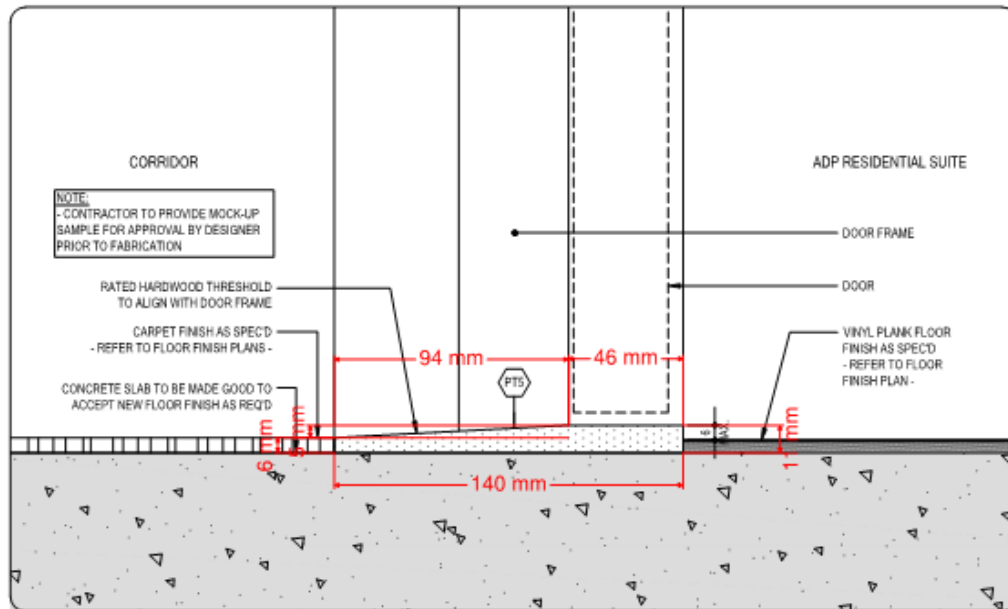 CORRIDOR
ADP RESIDENTIAL SUITE
NOTE:
- CONTRACTOR TO PROVIDE MOCK-UP
SAMPLE FOR APPROVAL BY DESIGNER
PRIOR TO FABRICATION
DOOR FRAME
RATED HARDWOOD THRESHOLD
TO ALIGN WITH DOOR FRAME
DOOR
CARPET FINISH AS SPEC'D
- REFER TO FLOOR FINISH PLANS -
VINYL PLANK FLOOR
FINISH AS SPEC'D
- REFER TO FLOOR
FINISH PLAN -
94 mm
46 mm
PT5
CONCRETE SLAB TO BE MADE GOOD TO
ACCEPT NEW FLOOR FINISH AS REQ'D
6 mm
mm
MAX.
mm
140 mm